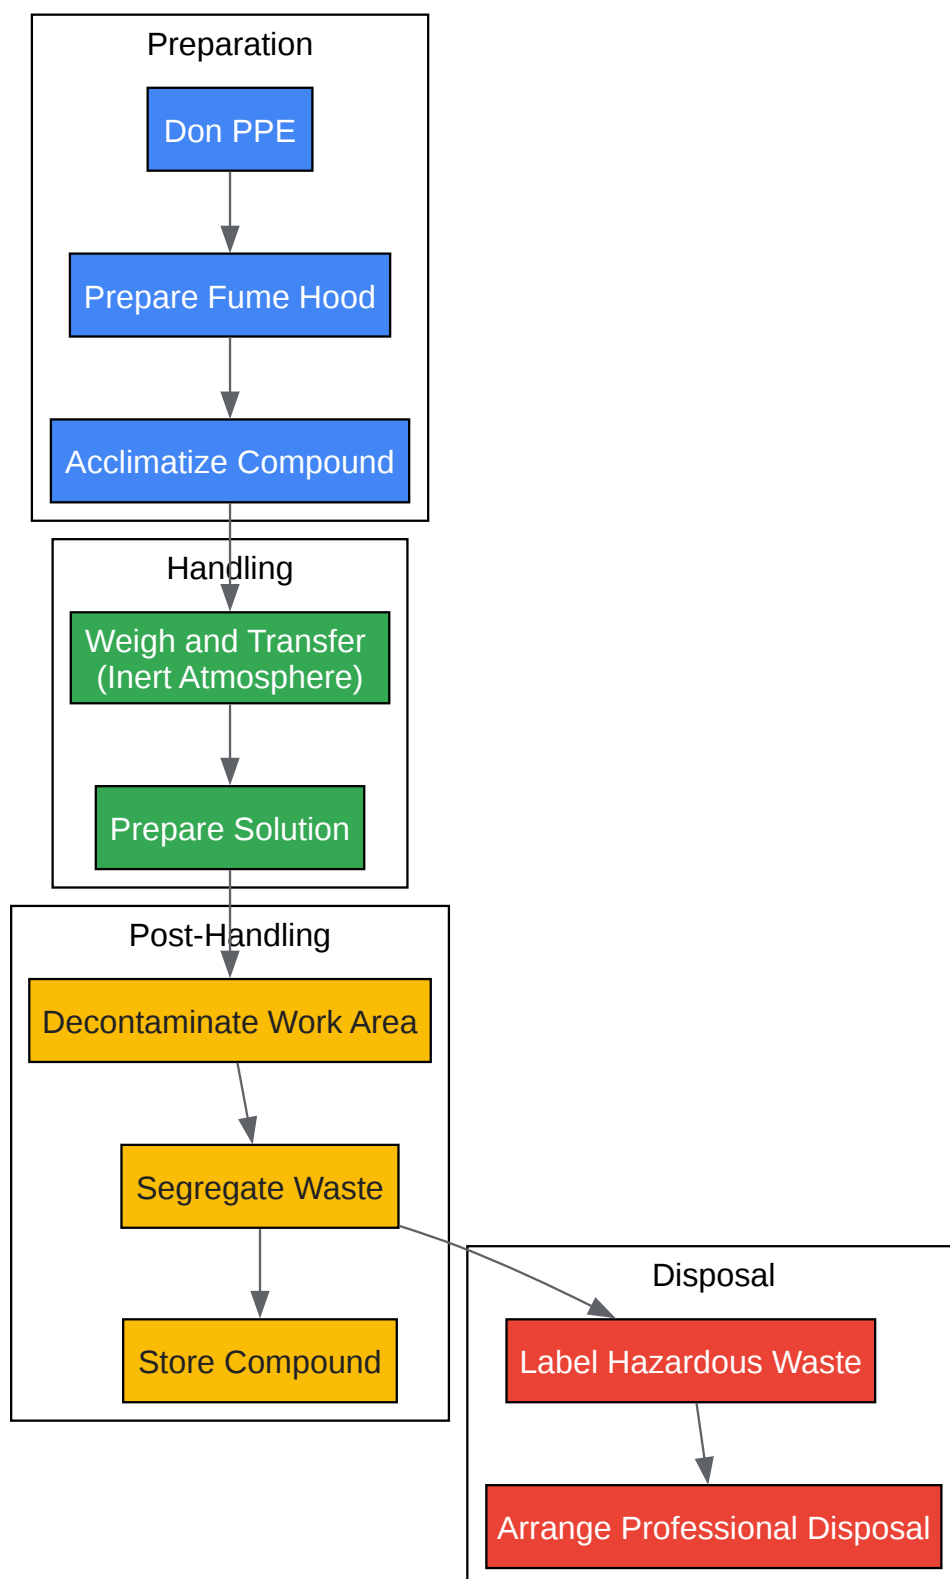 Preparation
Don PPE
Prepare Fume Hood
Acclimatize Compound
Handling
Weigh and Transfer
(Inert Atmosphere)
Prepare Solution
Post-Handling
Decontaminate Work Area
Segregate Waste
Store Compound
Disposal
Label Hazardous Waste
Arrange Professional Disposal